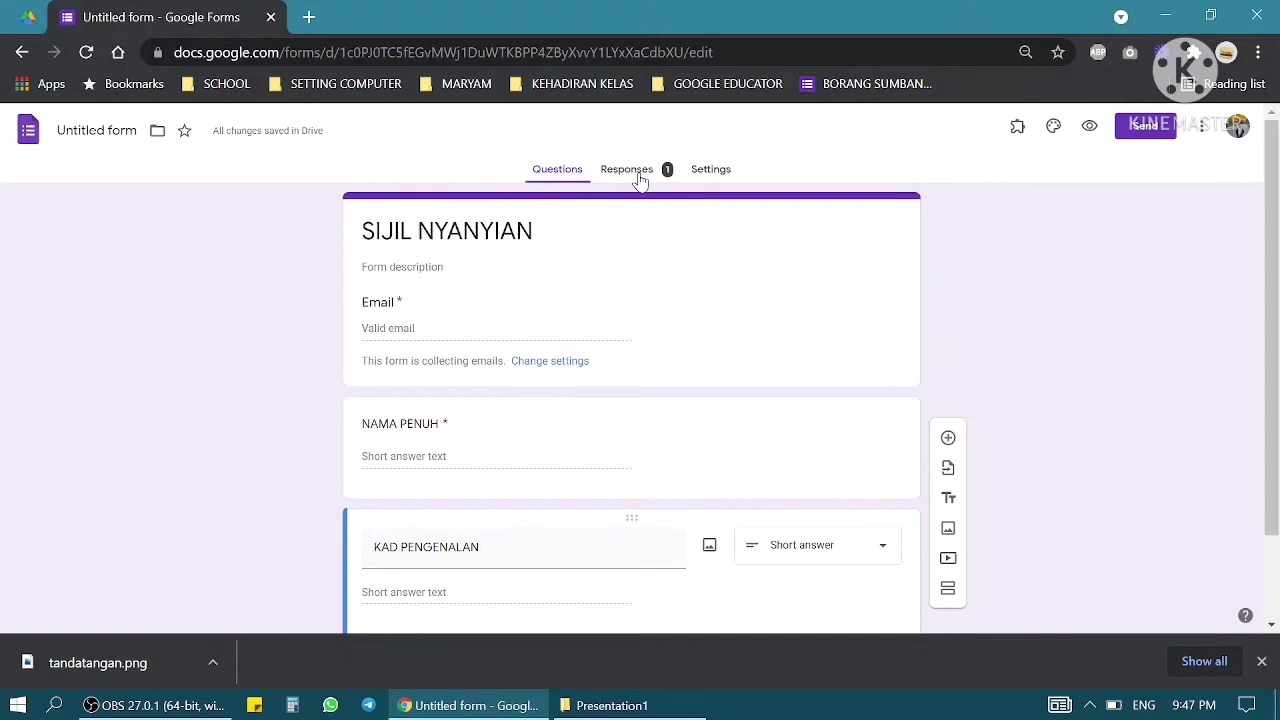 Untitled form - Google Forms
docs.google.com/forms/d/1c0PJ0TC5fEGvMWj1DuWTKBPP4ZByXvvY1LYxXaCdbXU/edit
ABP
Apps
Bookmarks
SCHOOL
SETTING COMPUTER
MARYAM
KEHADIRAN KELAS
GOOGLE EDUCATOR
BORANG SUMBAN...
Reading list
K
KINEMASTER
Untitled form
All changes saved in Drive
Send
Questions
Responses 1
Settings
SIJIL NYANYIAN
Form description
Email *
Valid email
This form is collecting emails. Change settings
NAMA PENUH *
Short answer text
KAD PENGENALAN
Short answer
Short answer text
tandatangan.png
Show all
OBS 27.0.1 (64-bit, wi...
Untitled form - Googl...
Presentation1
ENG
9:47 PM